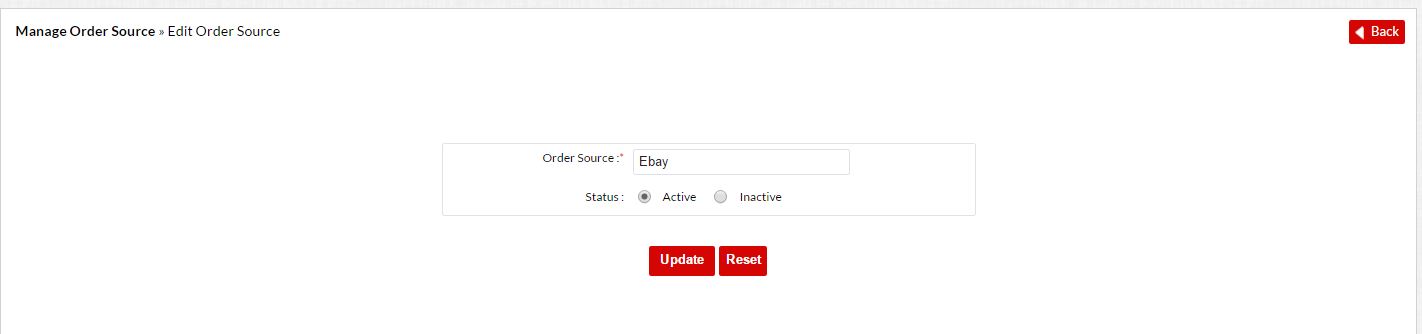 Manage Order Source » Edit Order Source
Back
Order Source :*
Ebay
Status :
Active
Inactive
Update
Reset